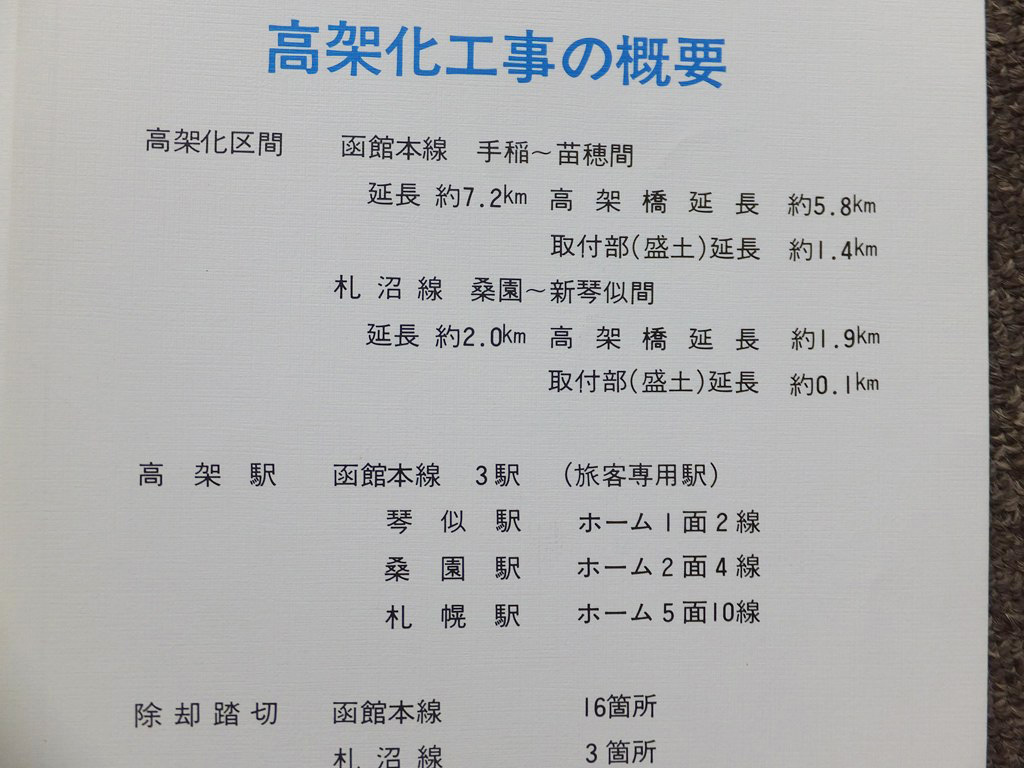 高架化工事の概要
高架化区間 函館本線 手稲～苗穂間
延長 約7.2km 高架橋延長 約5.8km
取付部(盛土)延長 約1.4km
札沼線 桑園～新琴似間
延長 約2.0km 高架橋延長 約1.9km
取付部(盛土)延長 約0.1km
高架駅 函館本線 3駅 (旅客専用駅)
琴似駅 ホーム1面2線
桑園駅 ホーム2面4線
札幌駅 ホーム5面10線
除却踏切 函館本線 16箇所
札沼線 3箇所